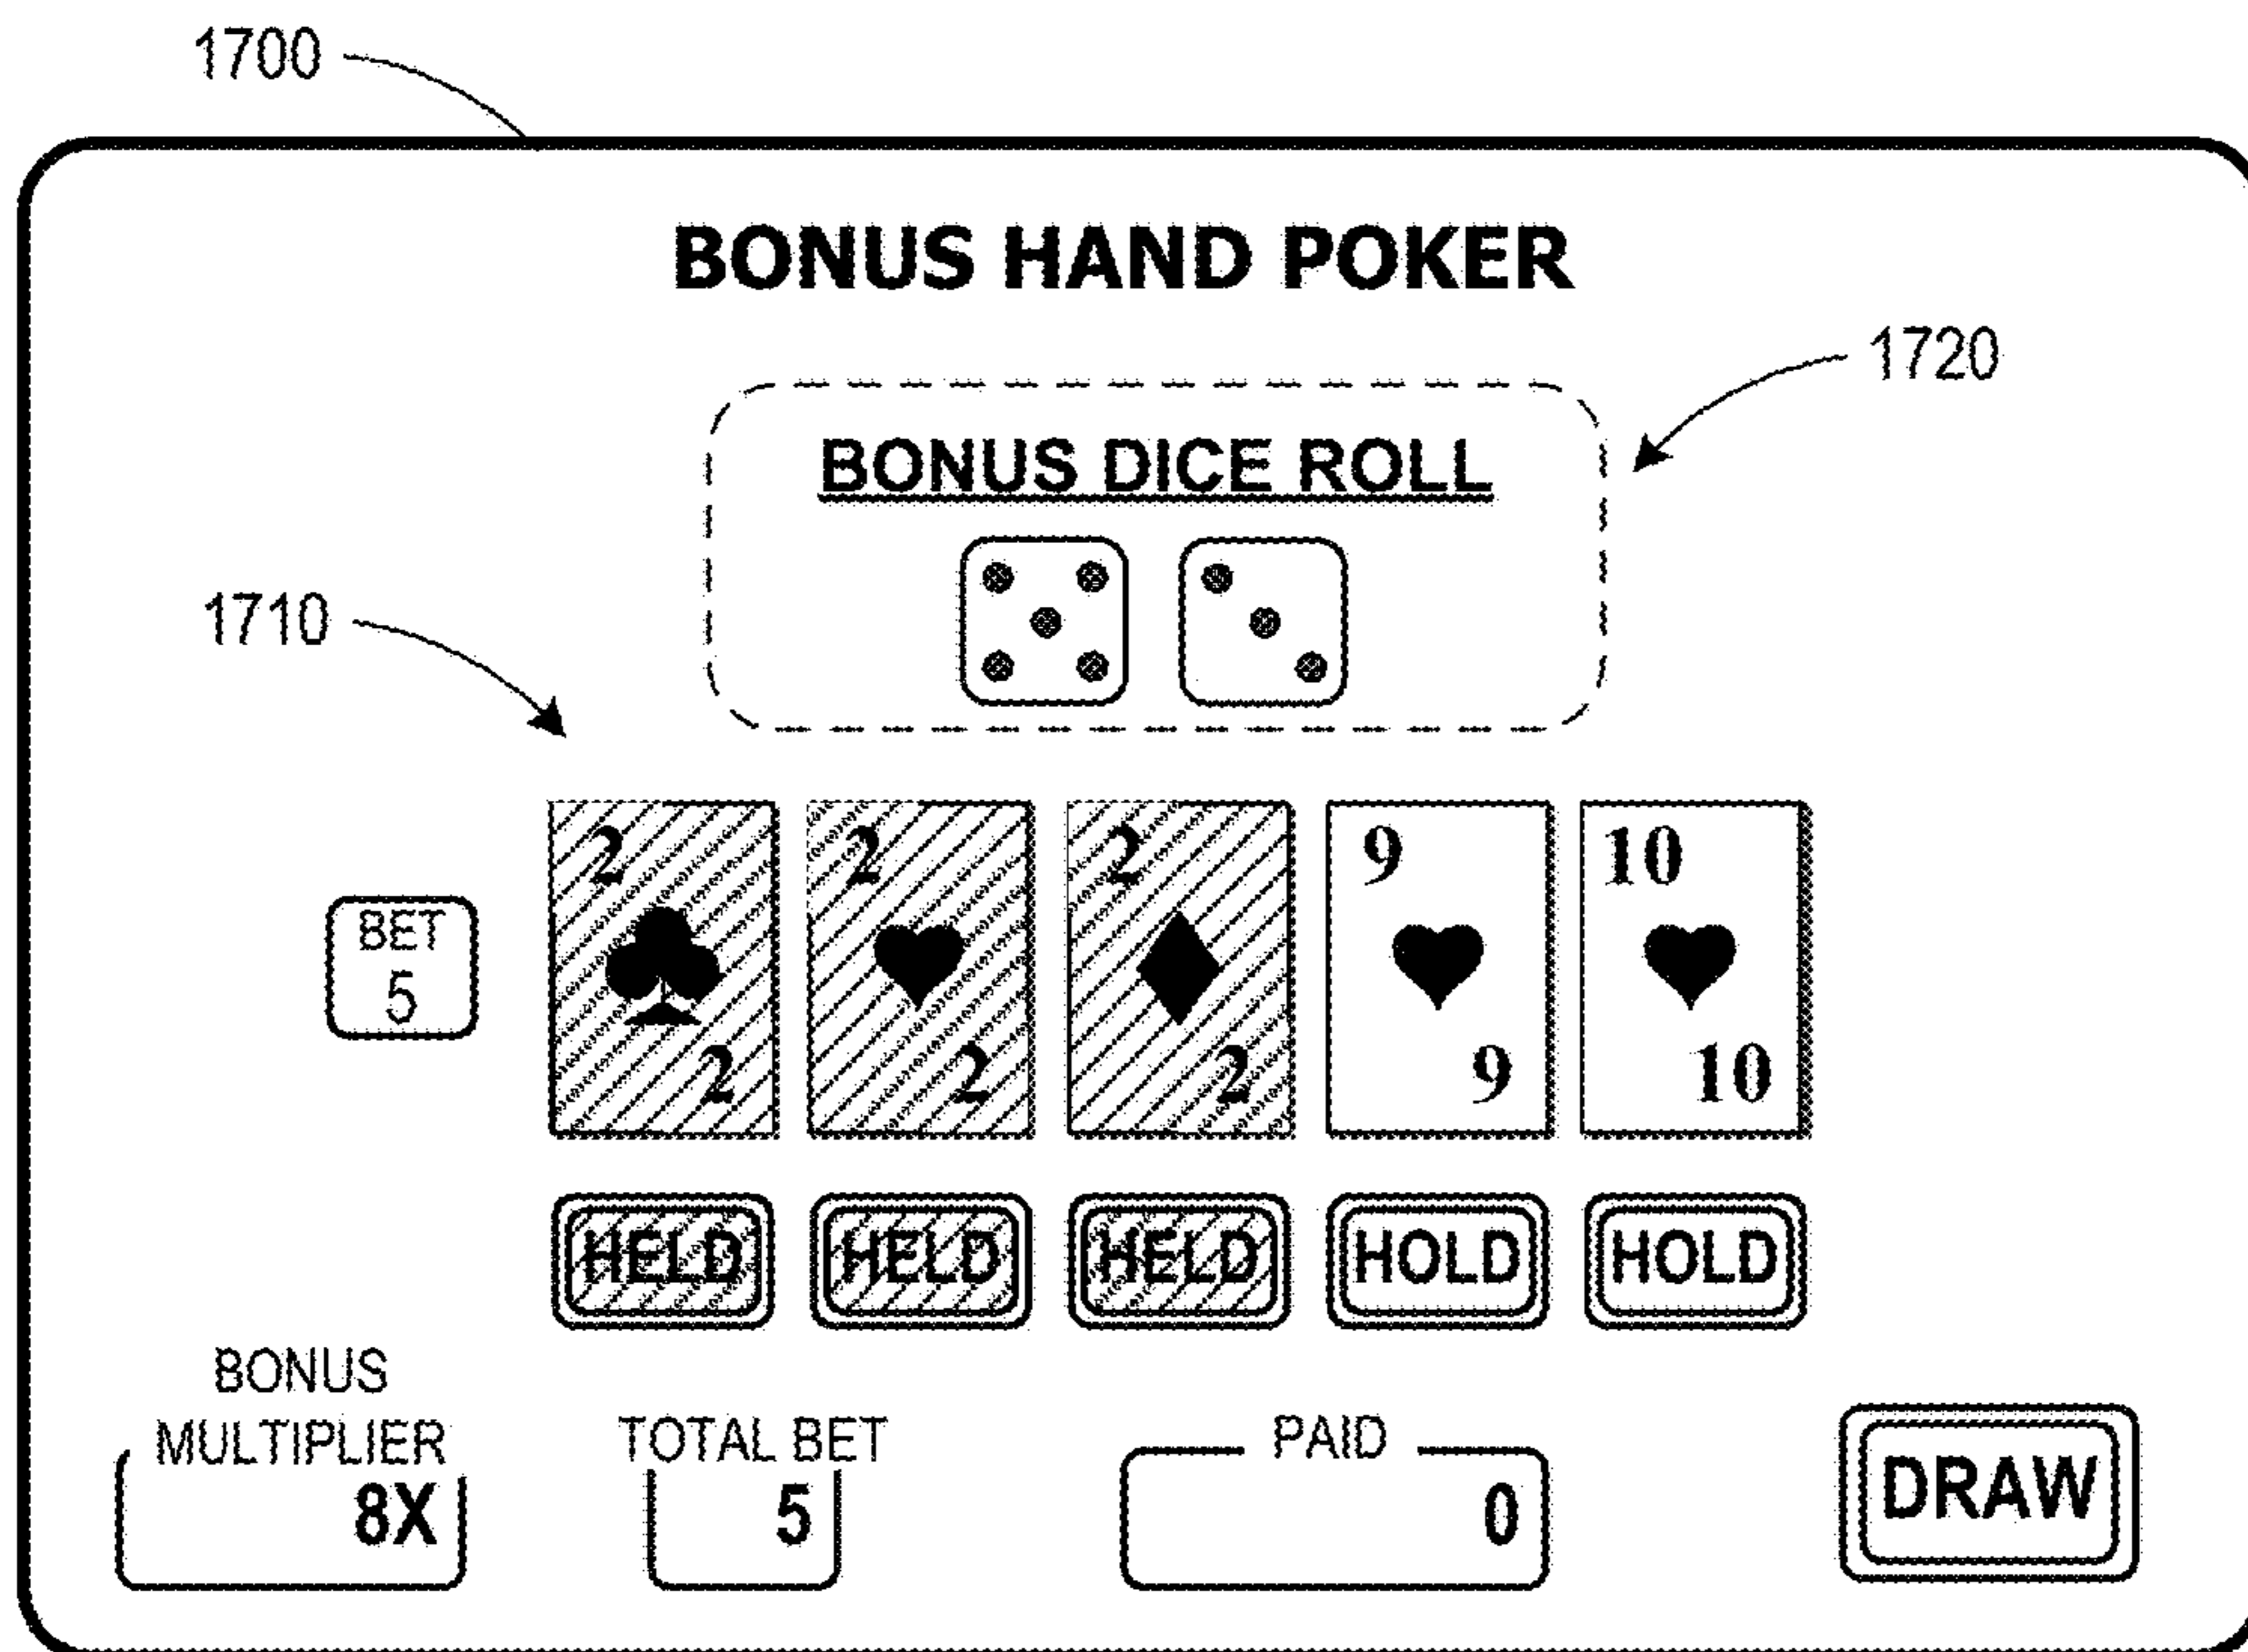 1700
BONUS HAND POKER
1720
BONUS DICE ROLL
1710
2 2 2 9 10
BET
5
2 2 2 9 10
HELD HELD HELD HOLD HOLD
BONUS
MULTIPLIER TOTAL BET PAID
8X 5 0 DRAW